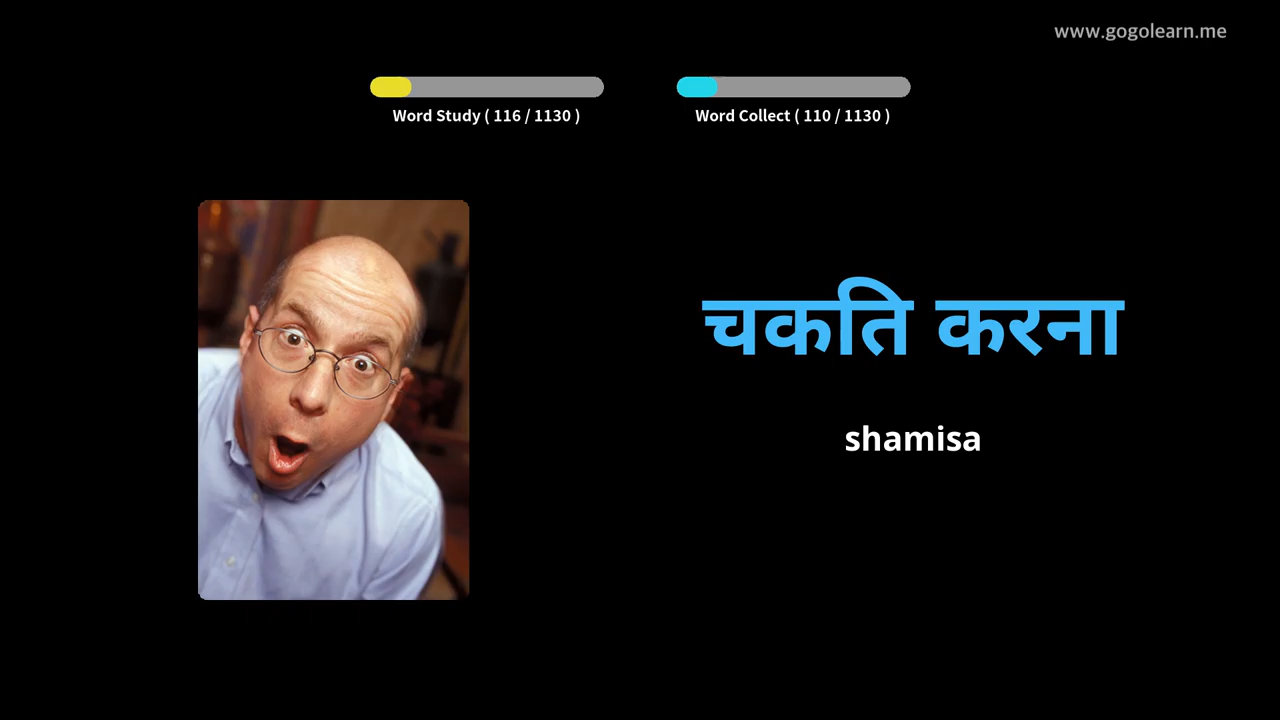 www.gogolearn.me
Word Study ( 116 / 1130 )
Word Collect ( 110 / 1130 )
चकति करना
shamisa